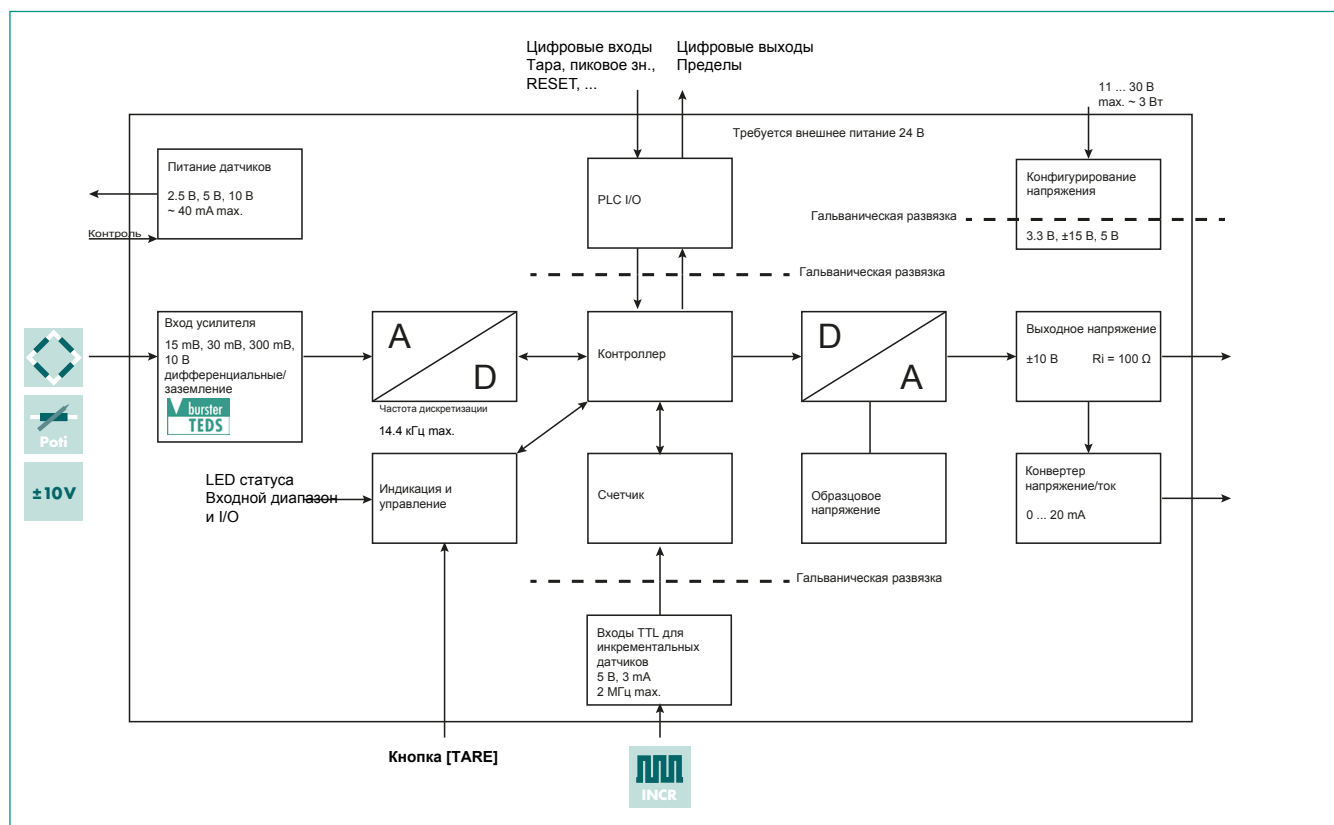 Цифровые входы
Тара, пиковое зн.,
RESET, ...
Цифровые выходы
Пределы
11 ... 30 В
max. ~ 3 Вт
Требуется внешнее питание 24 В
Питание датчиков
2.5 В, 5 В, 10 В
~ 40 mA max.
Контроль
PLC I/O
Конфигурирование
напряжения
Гальваническая развязка
3.3 В, ±15 В, 5 В
Гальваническая развязка
Вход усилителя
15 mВ, 30 mВ, 300 mВ,
10 В
дифференциальные/
заземление
burster
TEDS
A
D
Частота дискретизации
14.4 кГц max.
Контроллер
D
A
Выходное напряжение
±10 В Ri = 100 Ω
Poti
±10V
LED статуса
Входной диапазон
и I/O
Индикация и
управление
Счетчик
Образцовое
напряжение
Конвертер
напряжение/ток
0 ... 20 mA
Гальваническая развязка
Входы TTL для
инкрементальных
датчиков
5 В, 3 mA
2 МГц max.
Кнопка [TARE]
INCR